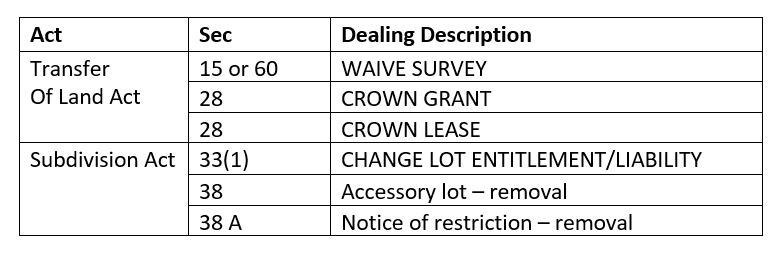 Act Sec Dealing Description
Transfer 15 or 60 WAIVE SURVEY
Of Land Act 28 CROWN GRANT
28 CROWN LEASE
Subdivision Act 33(1) CHANGE LOT ENTITLEMENT/LIABILITY
38 Accessory lot – removal
38 A Notice of restriction – removal